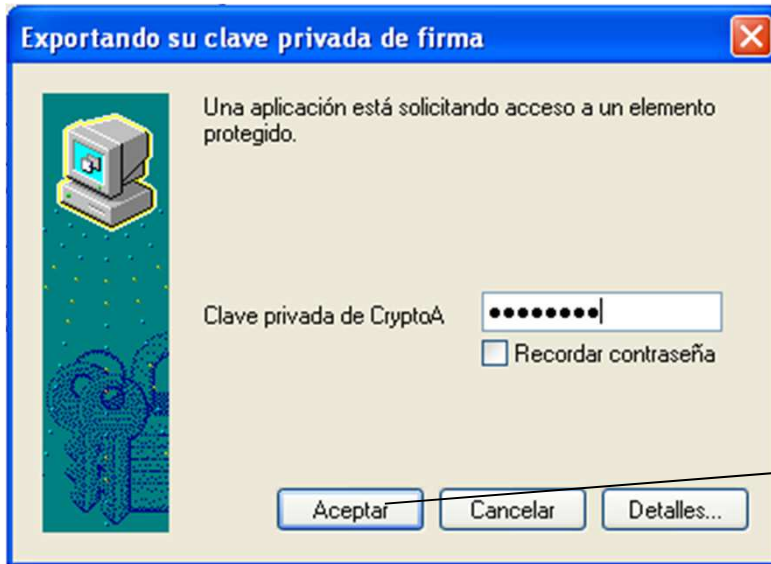 Exportando su clave privada de firma
Una aplicación está solicitando acceso a un elemento
protegido.
Clave privada de CryptoA
●●●●●●●●
Recordar contraseña
Aceptar
Cancelar
Detalles...